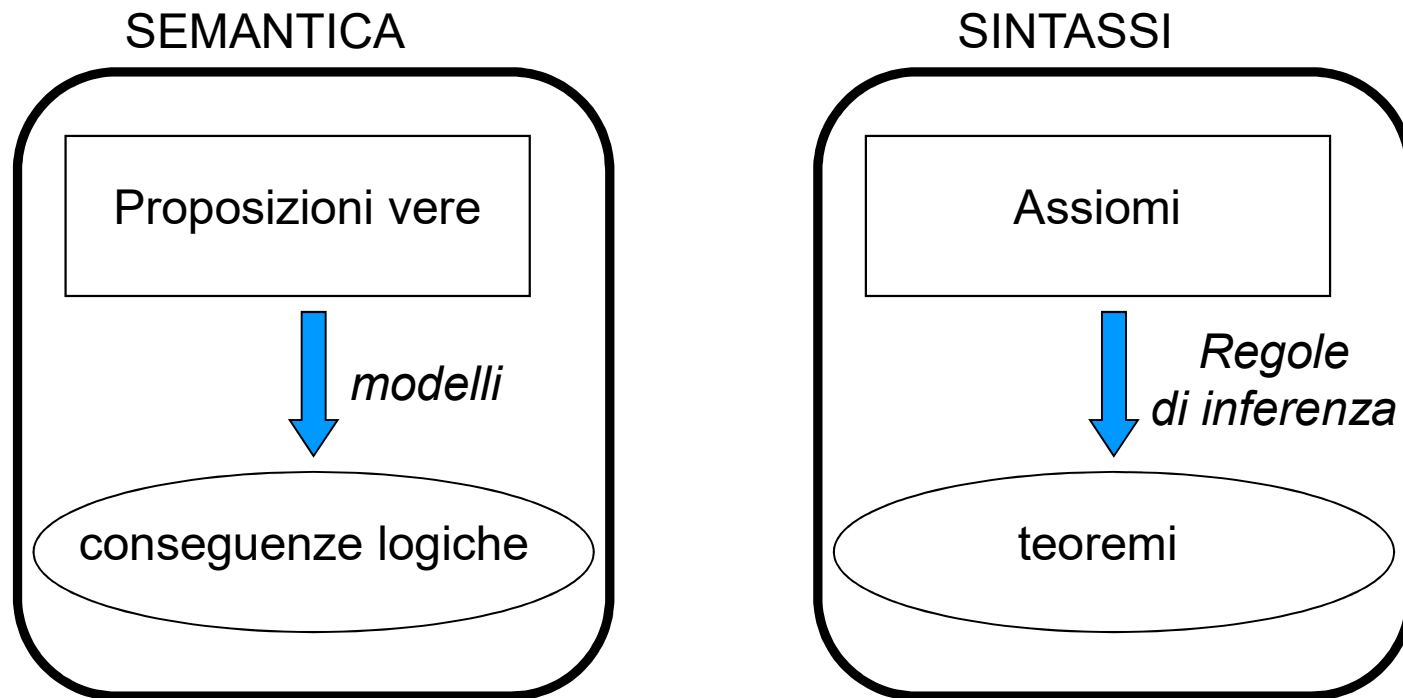 SEMANTICA
Proposizioni vere
modelli
conseguenze logiche
SINTASSI
Assiomi
Regole
di inferenza
teoremi